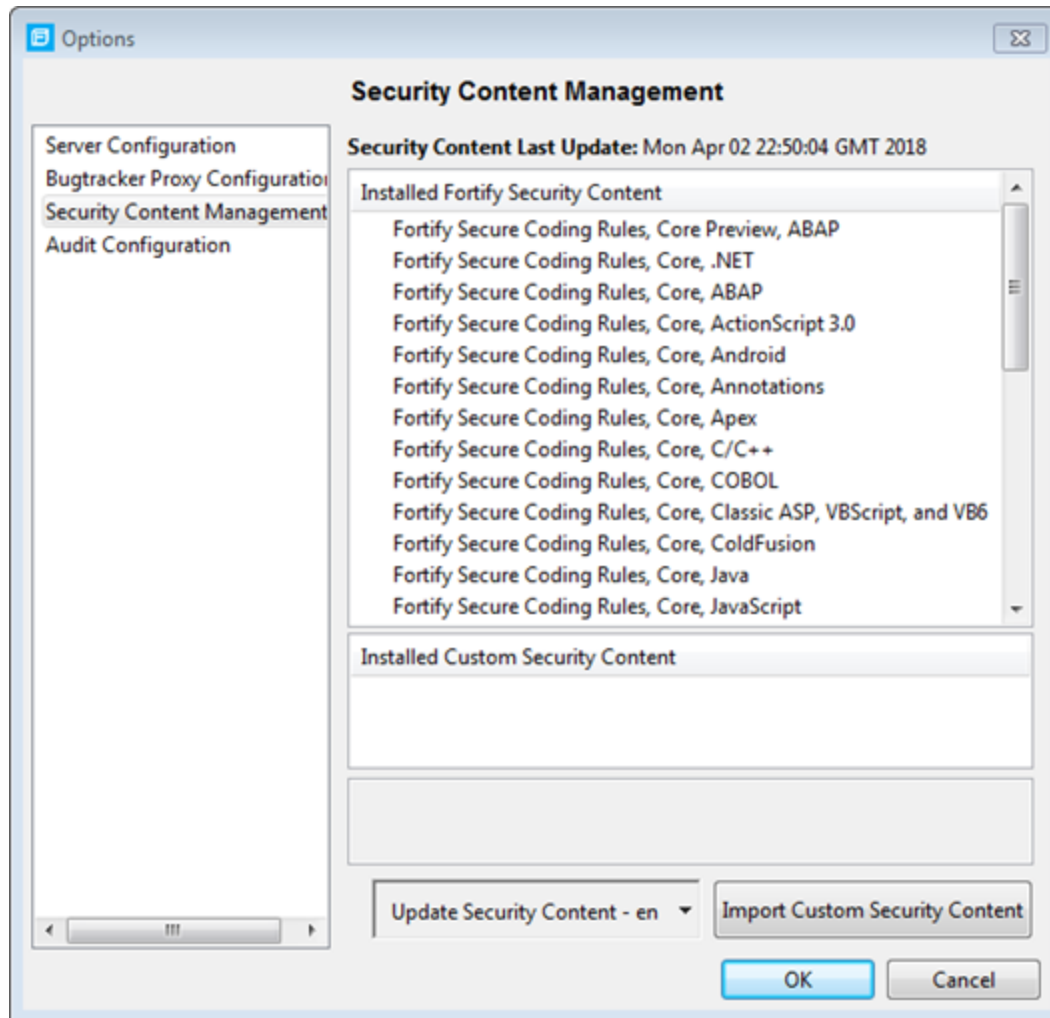 Options
Security Content Management
Server Configuration
Bugtracker Proxy Configuration
Security Content Management
Audit Configuration
Security Content Last Update: Mon Apr 02 22:50:04 GMT 2018
Installed Fortify Security Content
Fortify Secure Coding Rules, Core Preview, ABAP
Fortify Secure Coding Rules, Core, .NET
Fortify Secure Coding Rules, Core, ABAP
Fortify Secure Coding Rules, Core, ActionScript 3.0
Fortify Secure Coding Rules, Core, Android
Fortify Secure Coding Rules, Core, Annotations
Fortify Secure Coding Rules, Core, Apex
Fortify Secure Coding Rules, Core, C/C++
Fortify Secure Coding Rules, Core, COBOL
Fortify Secure Coding Rules, Core, Classic ASP, VBScript, and VB6
Fortify Secure Coding Rules, Core, ColdFusion
Fortify Secure Coding Rules, Core, Java
Fortify Secure Coding Rules, Core, JavaScript
Installed Custom Security Content
Update Security Content - en
Import Custom Security Content
OK
Cancel